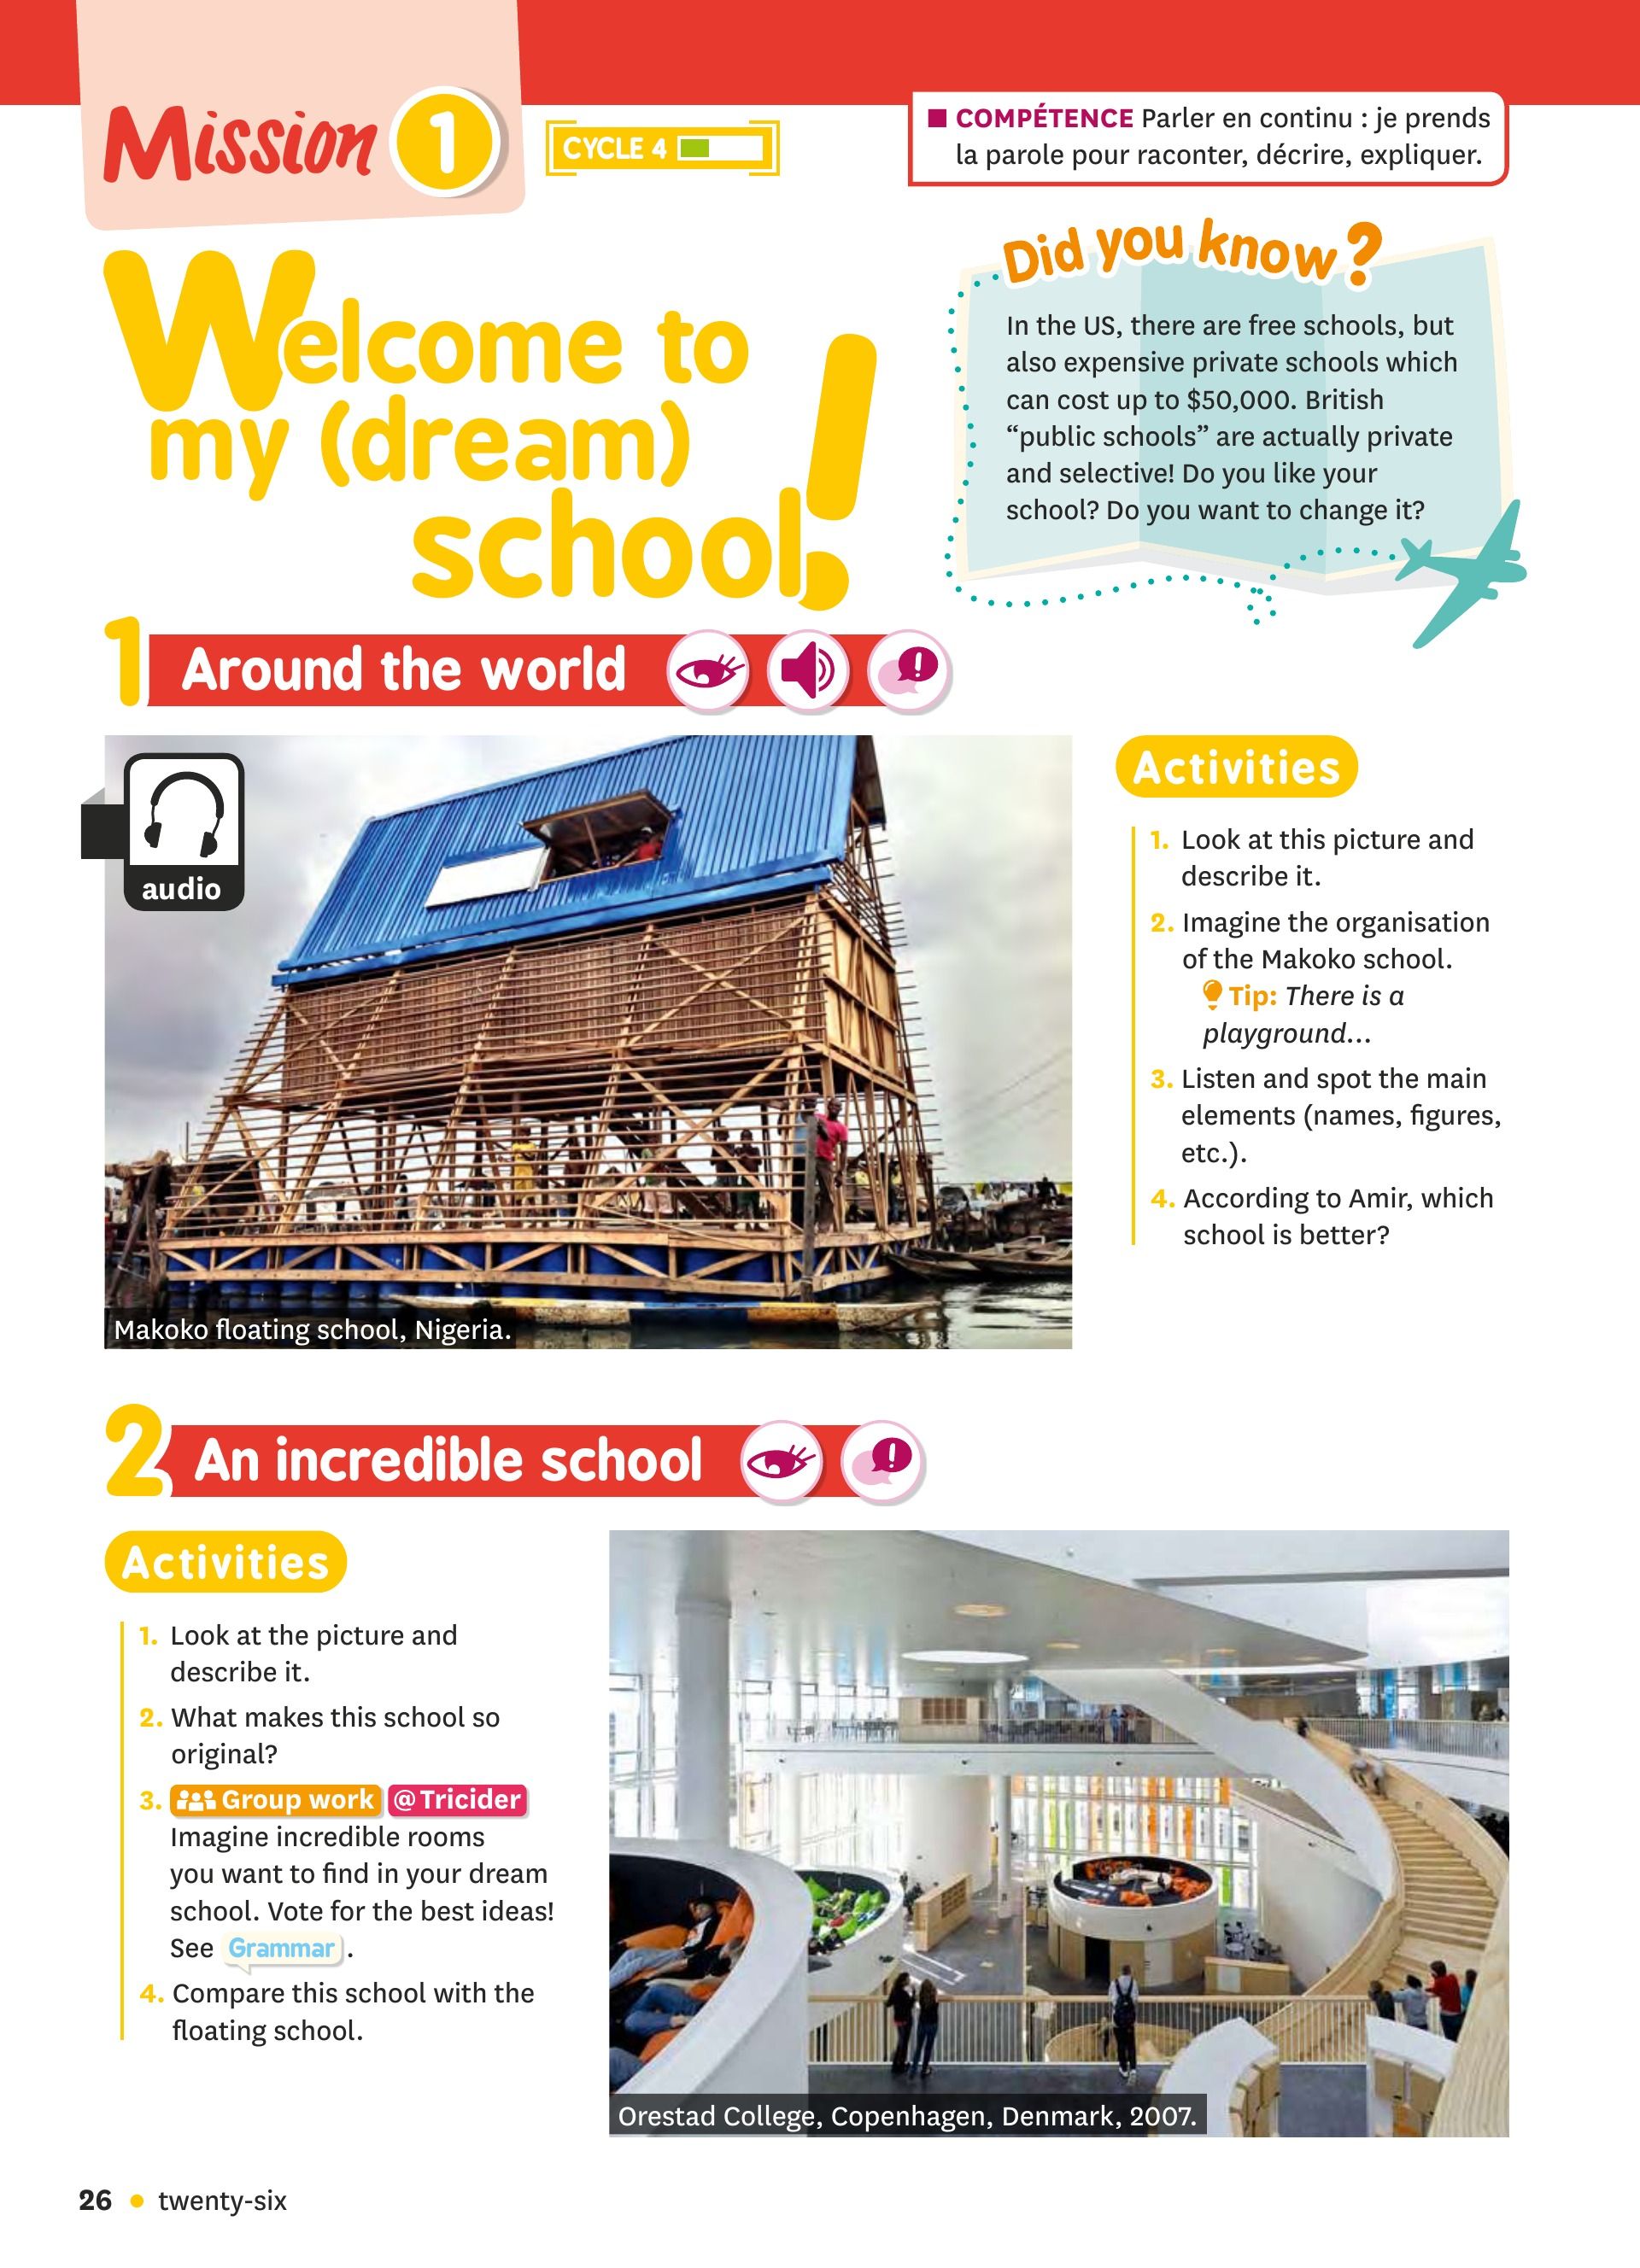 Mission 1
CYCLE 4
■ COMPÉTENCE Parler en continu : je prends
la parole pour raconter, décrire, expliquer.
Welcome to
my (dream)
school!
Did you know?
In the US, there are free schools, but
also expensive private schools which
can cost up to $50,000. British
“public schools” are actually private
and selective! Do you like your
school? Do you want to change it?
1 Around the world
audio
Makoko floating school, Nigeria.
Activities
1. Look at this picture and
describe it.
2. Imagine the organisation
of the Makoko school.
Tip: There is a
playground...
3. Listen and spot the main
elements (names, figures,
etc.).
4. According to Amir, which
school is better?
2 An incredible school
Activities
1. Look at the picture and
describe it.
2. What makes this school so
original?
3. Group work @Tricider
Imagine incredible rooms
you want to find in your dream
school. Vote for the best ideas!
See Grammar.
4. Compare this school with the
floating school.
Orestad College, Copenhagen, Denmark, 2007.
26 • twenty-six